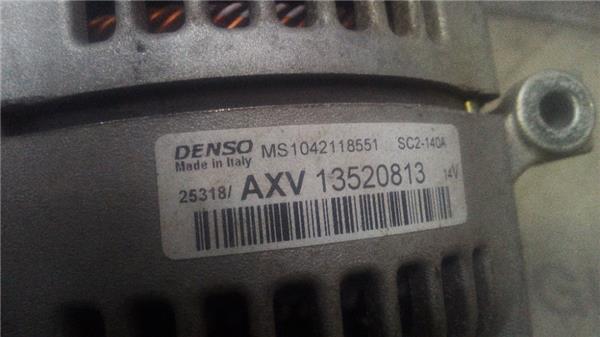 DENSO MS1042118551 SC2-140A
Made in Italy
25318/ AXV 13520813 14V